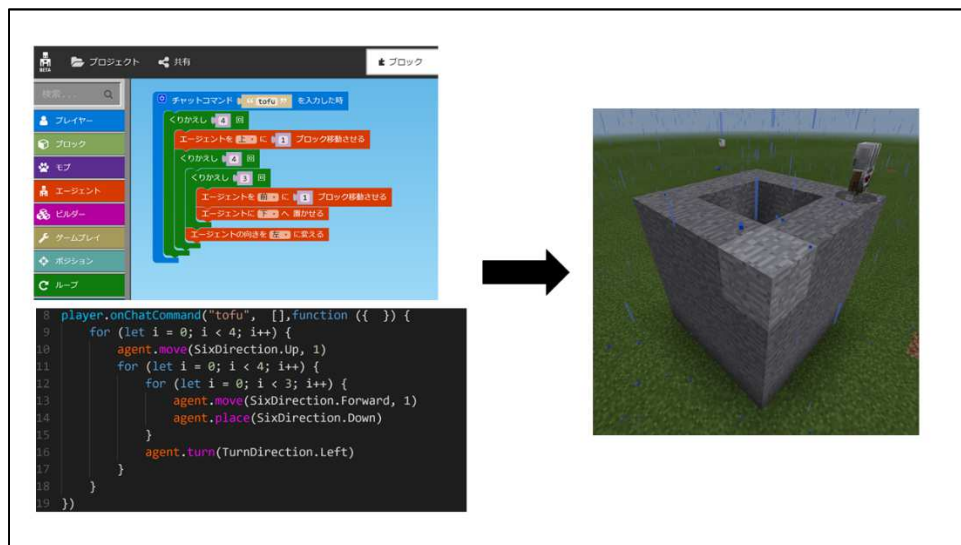 BETA
プロジェクト
共有
ブロック
検索...
プレイヤー
ブロック
モブ
エージェント
ビルダー
ゲームプレイ
ポジション
ループ
チャットコマンド " tofu " を入力した時
くりかえし 4 回
エージェントを 上 に 1 ブロック移動させる
くりかえし 4 回
くりかえし 3 回
エージェントを 前 に 1 ブロック移動させる
エージェントに 下 へ 置かせる
エージェントの向きを 左 に変える
8 player.onChatCommand("tofu", [],function ({ }) {
9 for (let i = 0; i < 4; i++) {
10 agent.move(SixDirection.Up, 1)
11 for (let i = 0; i < 4; i++) {
12 for (let i = 0; i < 3; i++) {
13 agent.move(SixDirection.Forward, 1)
14 agent.place(SixDirection.Down)
15 }
16 agent.turn(TurnDirection.Left)
17 }
18 }
19 })